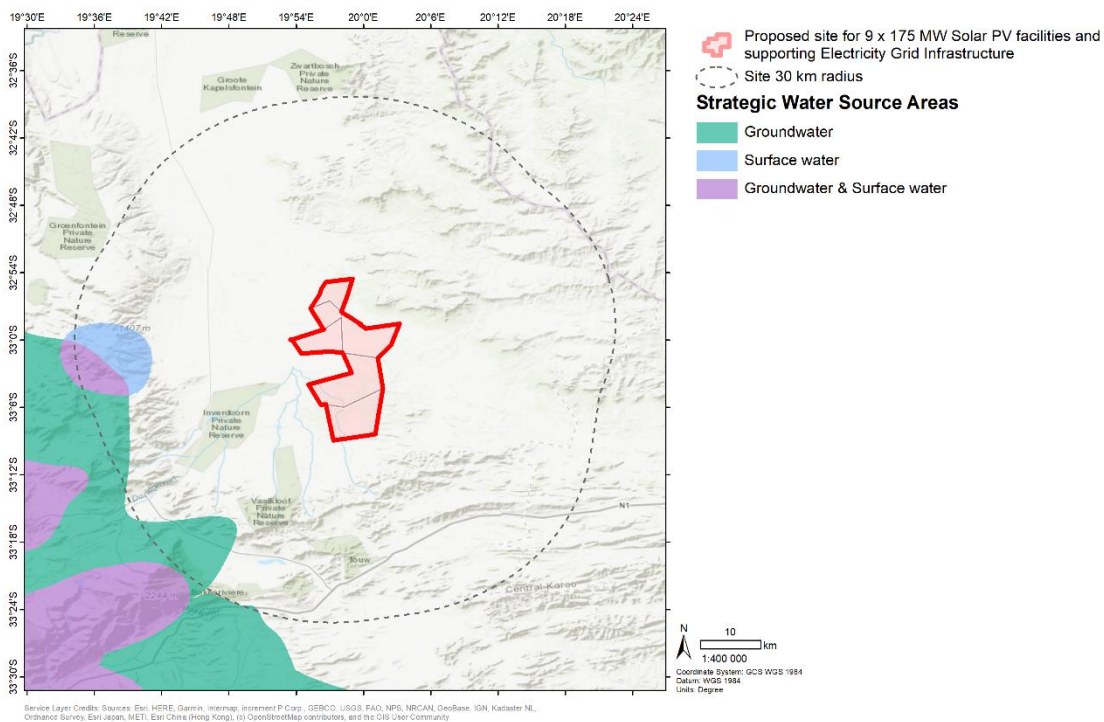 19°30'E 19°36'E 19°42'E 19°48'E 19°54'E 20°0'E 20°6'E 20°12'E 20°18'E 20°24'E
Reserve
Zwartbosch
Private
Nature
Reserve
Groote
Kapelsfontein
32°38'S
32°42'S
32°48'S
Groenfontein
Private
Nature
Reserve
32°54'S
33°0'S
1407 m
33°6'S
Inverdoorn
Private
Nature
Reserve
33°12'S
33°18'S
Vaalkloof
Private
Nature
Reserve
N1
Touw
33°24'S
2244 m
Central Karoo
33°30'S
Proposed site for 9 x 175 MW Solar PV facilities and
supporting Electricity Grid Infrastructure
Site 30 km radius
Strategic Water Source Areas
Groundwater
Surface water
Groundwater & Surface water
N
10
km
1:400 000
Coordinate System: GCS WGS 1984
Datum: WGS 1984
Units: Degree
Service Layer Credits: Sources: Esri, HERE, Garmin, Intermap, increment P Corp., GEBCO, USGS, FAO, NPS, NRCAN, GeoBase, IGN, Kadaster NL,
Ordnance Survey, Esri Japan, METI, Esri China (Hong Kong), (c) OpenStreetMap contributors, and the GIS User Community